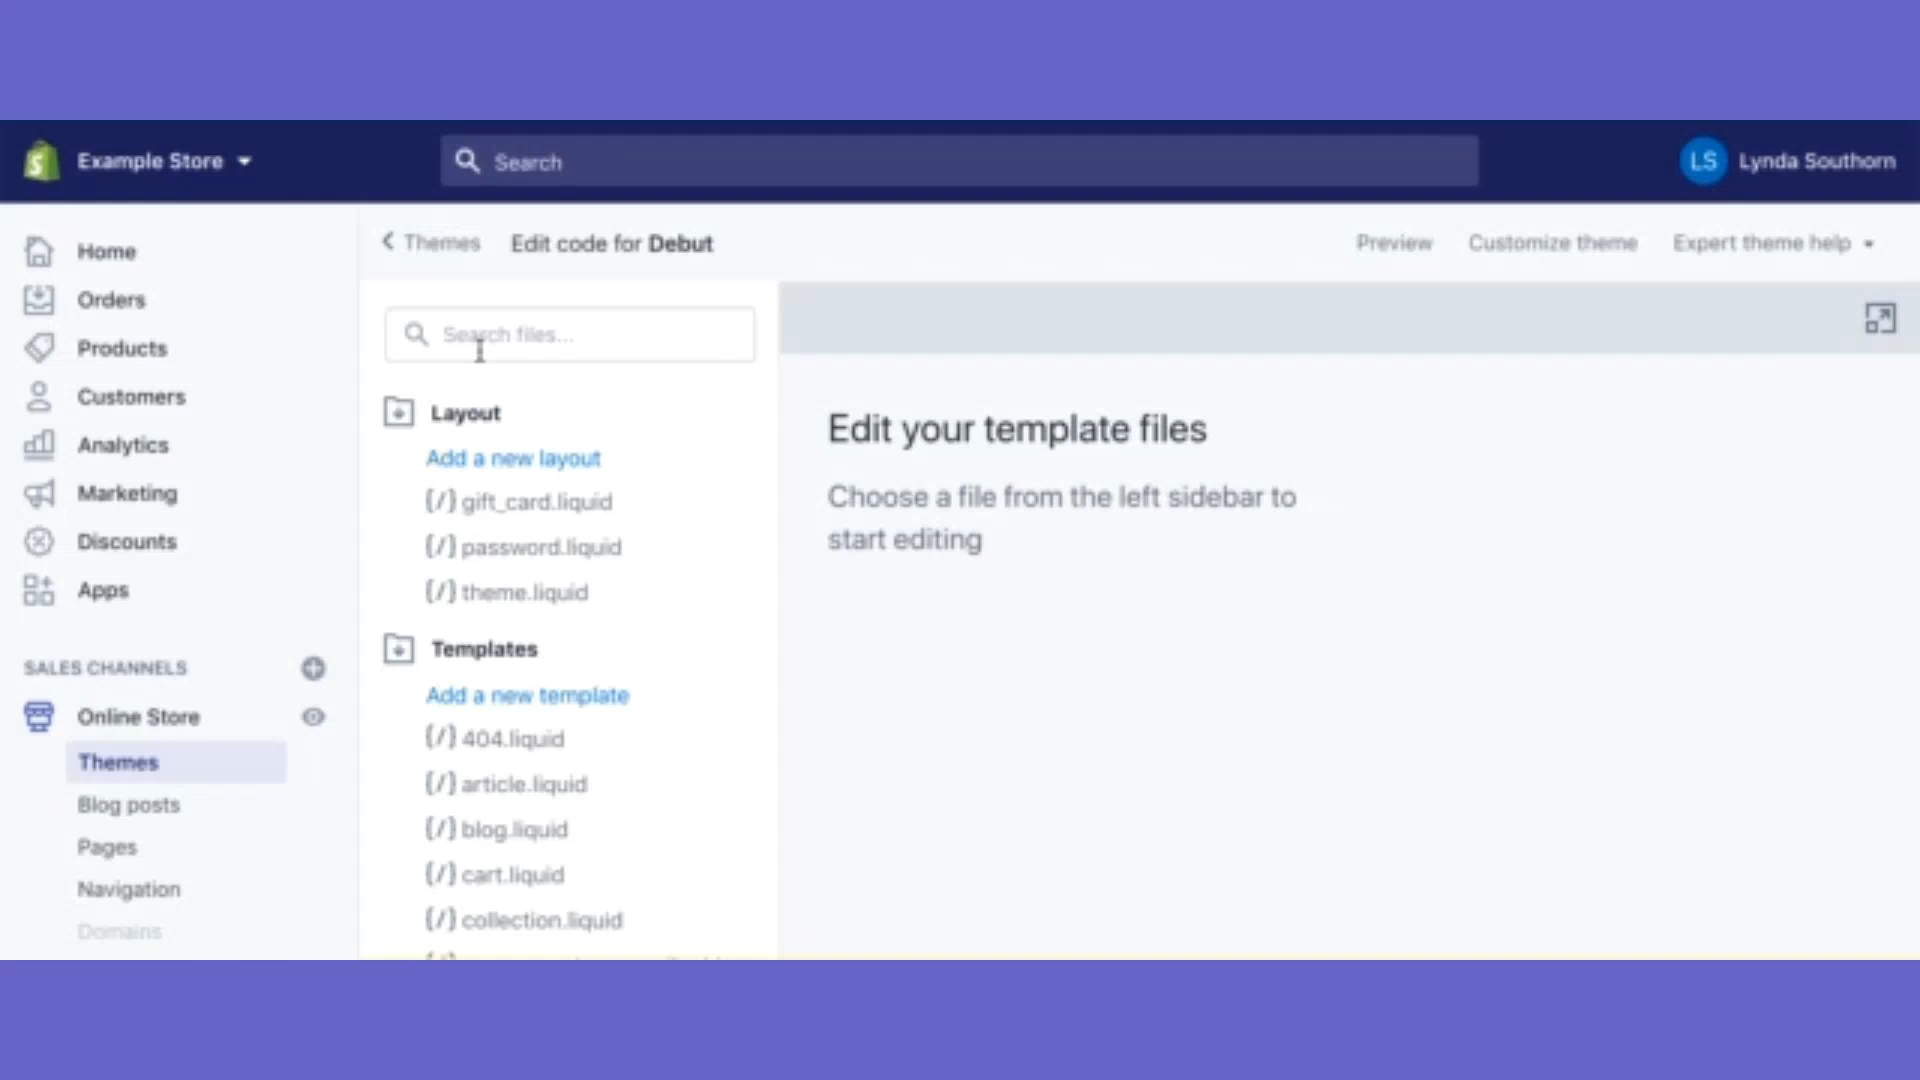 Example Store
Search
LS Lynda Southorn
Home
Orders
Products
Customers
Analytics
Marketing
Discounts
Apps
SALES CHANNELS
Online Store
Themes
Blog posts
Pages
Navigation
Domains
Themes
Edit code for Debut
Preview
Customize theme
Expert theme help
Search files...
Layout
Add a new layout
{/} gift_card.liquid
{/} password.liquid
{/} theme.liquid
Templates
Add a new template
{/} 404.liquid
{/} article.liquid
{/} blog.liquid
{/} cart.liquid
{/} collection.liquid
Edit your template files
Choose a file from the left sidebar to
start editing